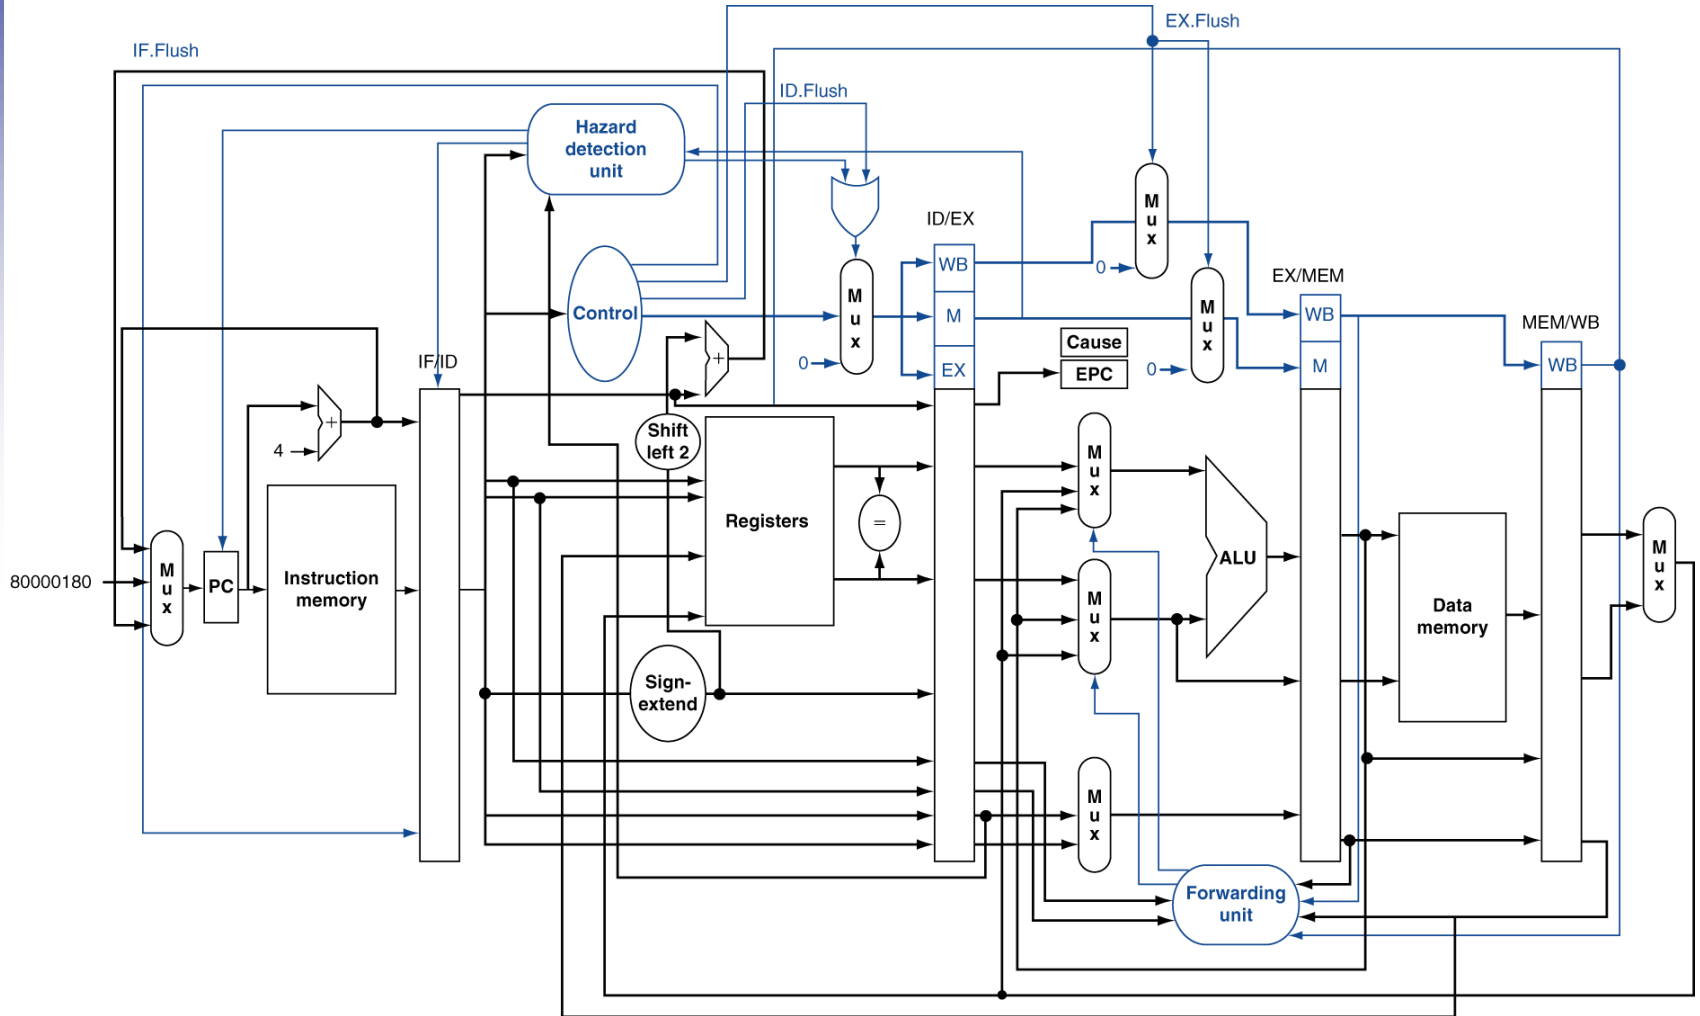 EX.Flush
IF.Flush
ID.Flush
Hazard
detection
unit
M
u
x
ID/EX
0
WB
M
u
x
M
u
x
EX/MEM
Control
M
WB
MEM/WB
Cause
0
IF/ID
+
0
EX
EPC
M
WB
+
4
Shift
left 2
M
u
x
Registers
=
80000180
M
u
x
PC
Instruction
memory
ALU
M
u
x
M
u
x
Data
memory
Sign-
extend
M
u
x
Forwarding
unit